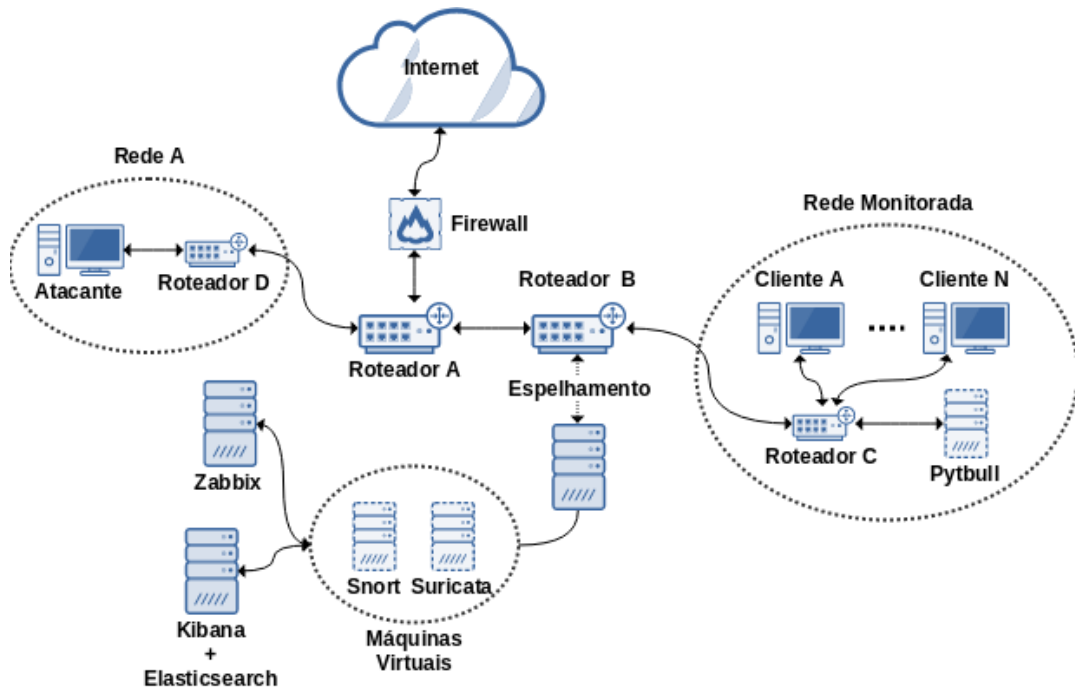 Internet
Rede A
Firewall
Rede Monitorada
Atacante
Roteador D
Roteador B
Cliente A
Cliente N
Roteador A
Espelhamento
Roteador C
Pytbull
Zabbix
Snort
Suricata
Máquinas
Virtuais
Kibana
+
Elasticsearch